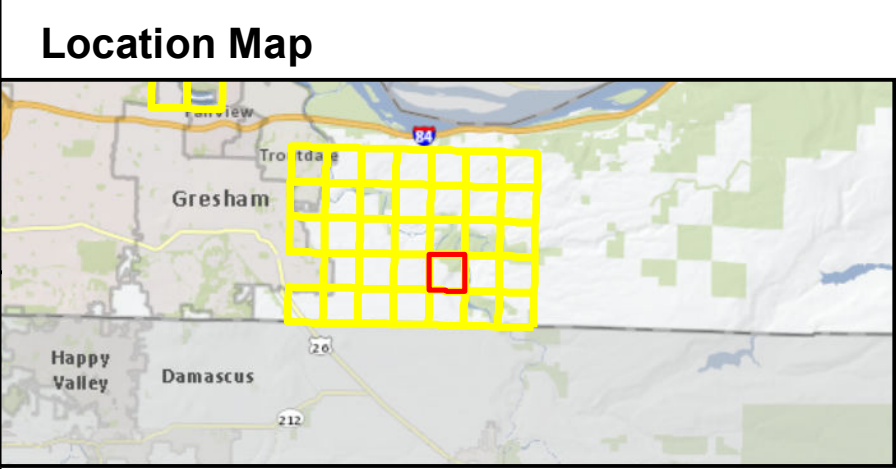 Location Map
Fairview
84
Troutdale
Gresham
26
Happy
Valley
Damascus
212